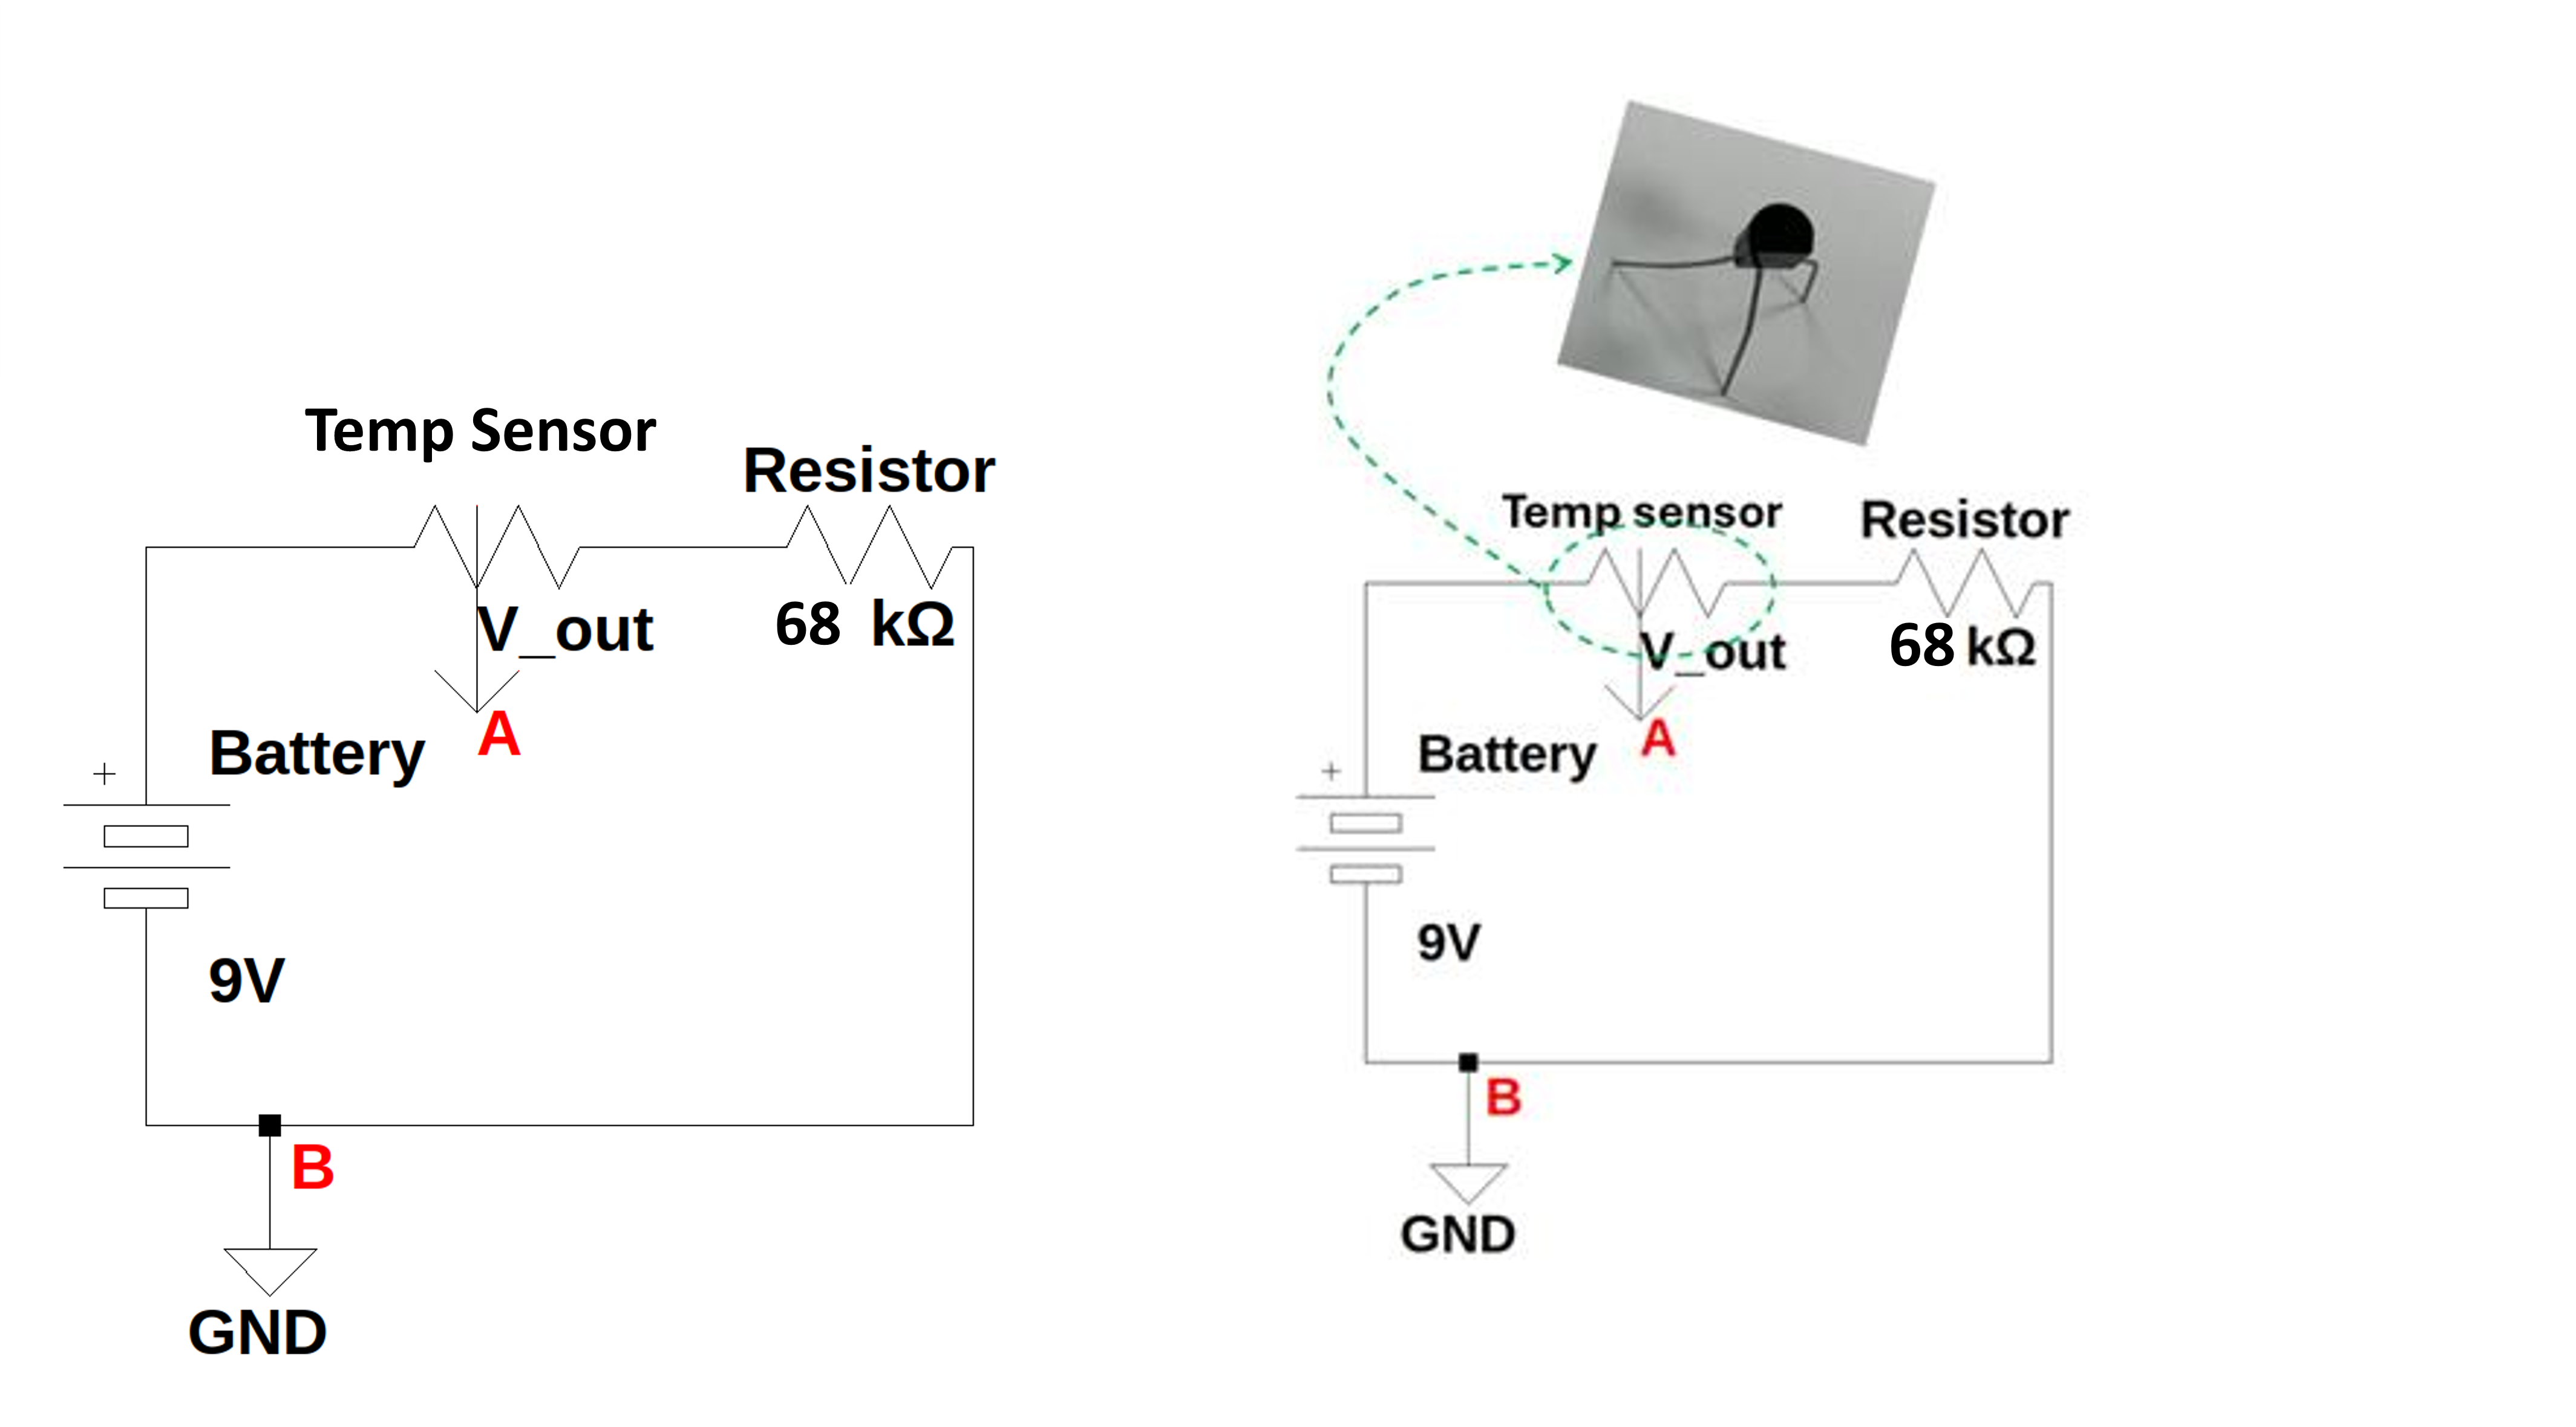 Temp Sensor
Resistor
V_out
68 kΩ
A
+
Battery
9V
B
GND
Temp sensor
Resistor
V_out
68 kΩ
A
+
Battery
9V
B
GND